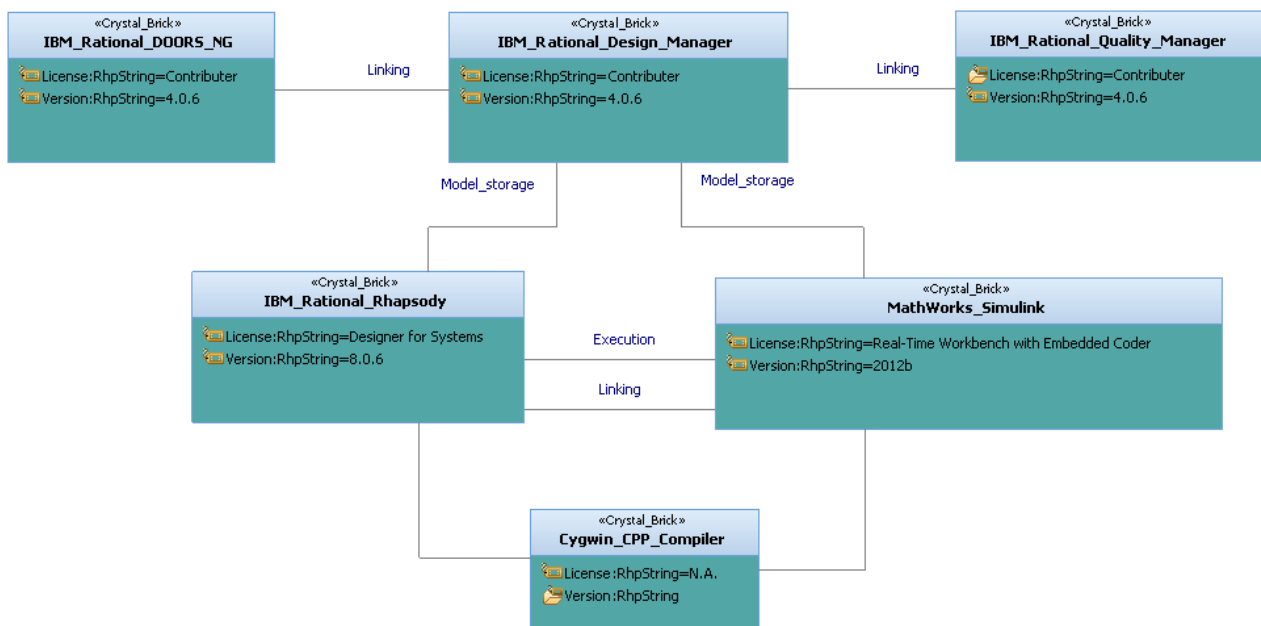 «Crystal_Brick»
IBM_Rational_DOORS_NG
License:RhpString=Contributer
Version:RhpString=4.0.6
Linking
«Crystal_Brick»
IBM_Rational_Design_Manager
License:RhpString=Contributer
Version:RhpString=4.0.6
Linking
«Crystal_Brick»
IBM_Rational_Quality_Manager
License:RhpString=Contributer
Version:RhpString=4.0.6
Model_storage
Model_storage
«Crystal_Brick»
IBM_Rational_Rhapsody
License:RhpString=Designer for Systems
Version:RhpString=8.0.6
Execution
Linking
«Crystal_Brick»
MathWorks_Simulink
License:RhpString=Real-Time Workbench with Embedded Coder
Version:RhpString=2012b
«Crystal_Brick»
Cygwin_CPP_Compiler
License:RhpString=N.A.
Version:RhpString